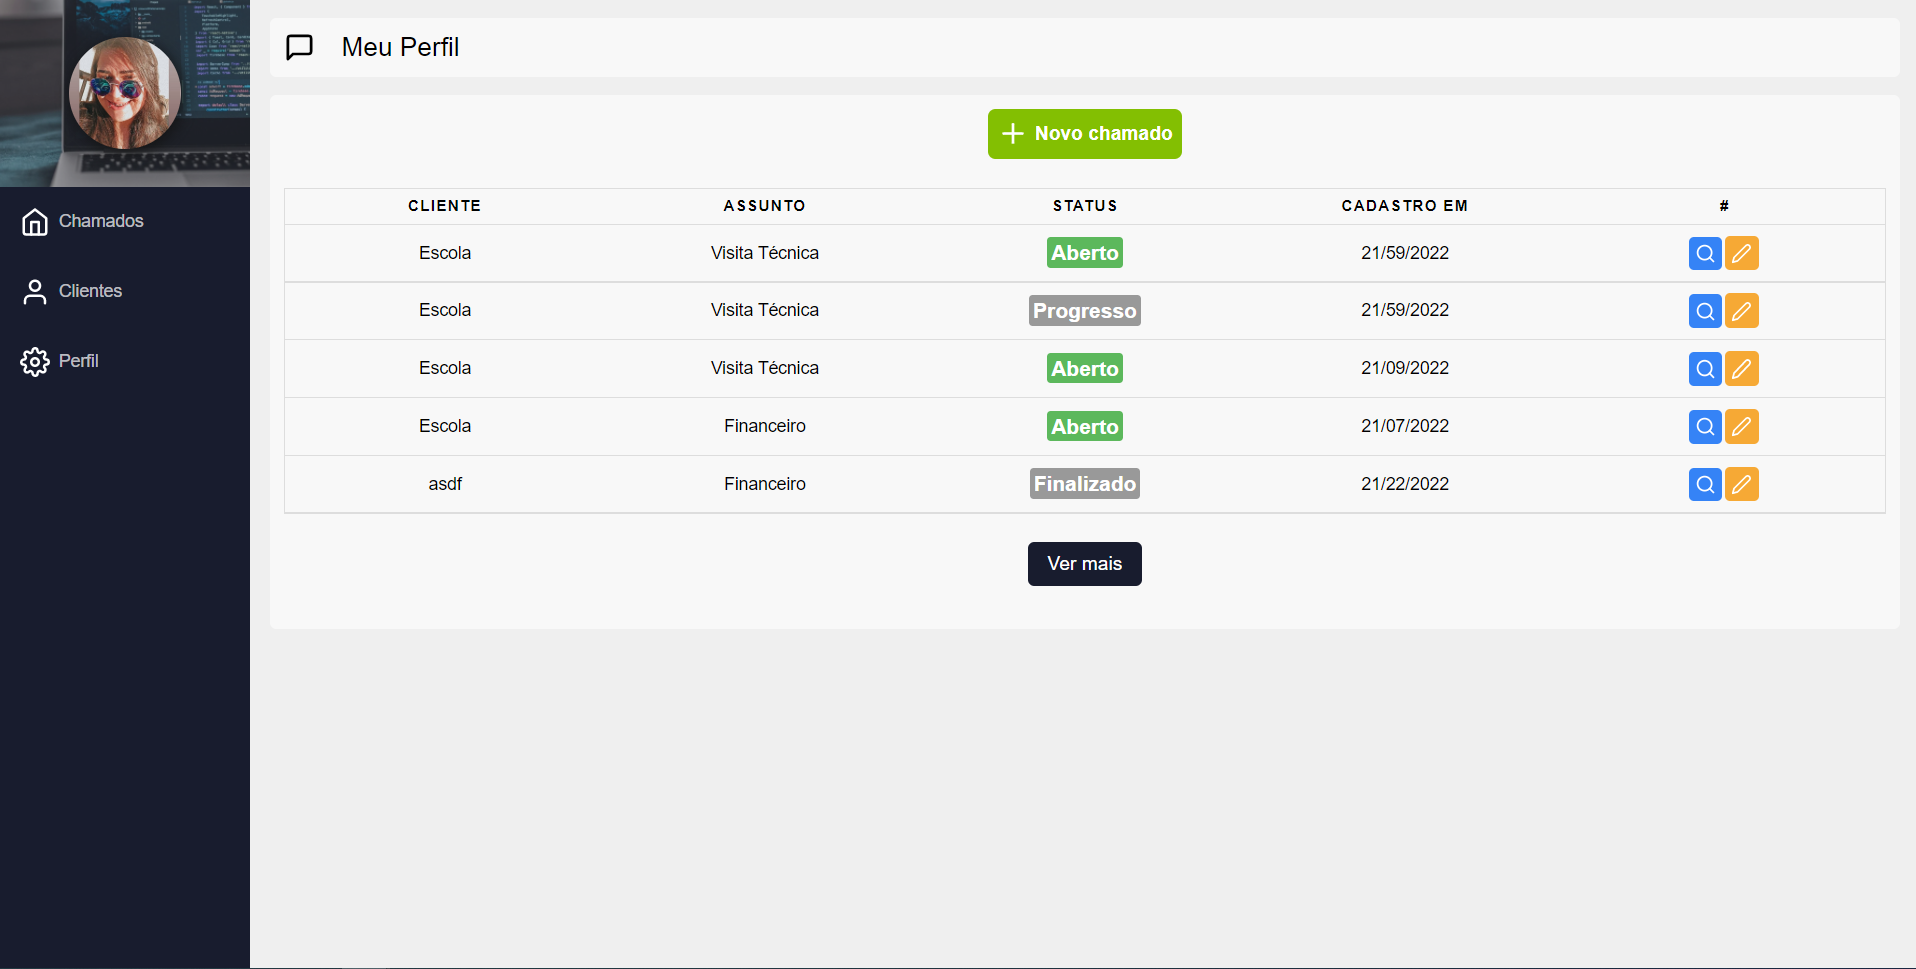 Meu Perfil
Novo chamado
Chamados
Clientes
Perfil
CLIENTE ASSUNTO STATUS CADASTRO EM #
Escola Visita Técnica Aberto 21/59/2022
Escola Visita Técnica Progresso 21/59/2022
Escola Visita Técnica Aberto 21/09/2022
Escola Financeiro Aberto 21/07/2022
asdf Financeiro Finalizado 21/22/2022
Ver mais